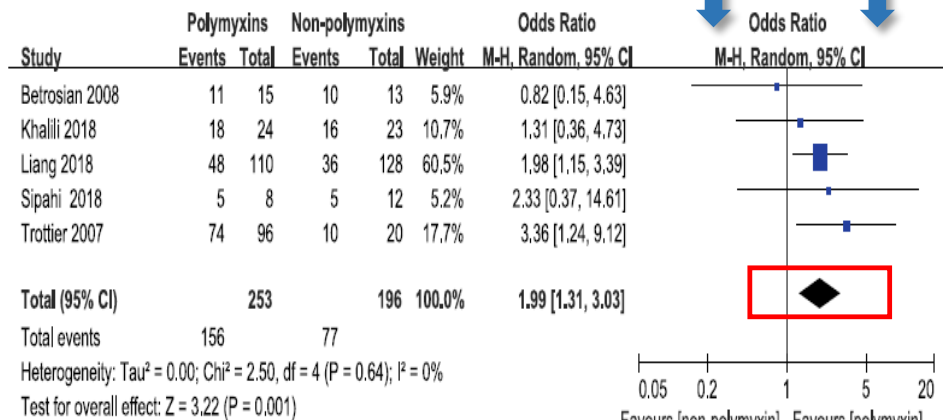 Polymyxins Non-polymyxins Odds Ratio Odds Ratio
Study Events Total Events Total Weight M-H, Random, 95% CI M-H, Random, 95% CI
Betrosian 2008 11 15 10 13 5.9% 0.82 [0.15, 4.63]
Khalili 2018 18 24 16 23 10.7% 1.31 [0.36, 4.73]
Liang 2018 48 110 36 128 60,5% 1,98 [1,15, 3,39]
Sipahi 2018 5 8 5 12 5.2% 2.33 [0.37, 14.61]
Trottier 2007 74 96 10 20 17,7% 3,36 [1,24, 9,12]
Total (95% CI) 253 196 100.0% 1.99 [1.31, 3.03]
Total events 156 77
Heterogeneity: Tau² = 0.00; Chi² = 2.50, df = 4 (P = 0.64); I² = 0%
Test for overall effect: Z = 3,22 (P = 0,001)
0.05 0.2 1 5 20
Favours [non-polymyxin] Favours [polymyxin]